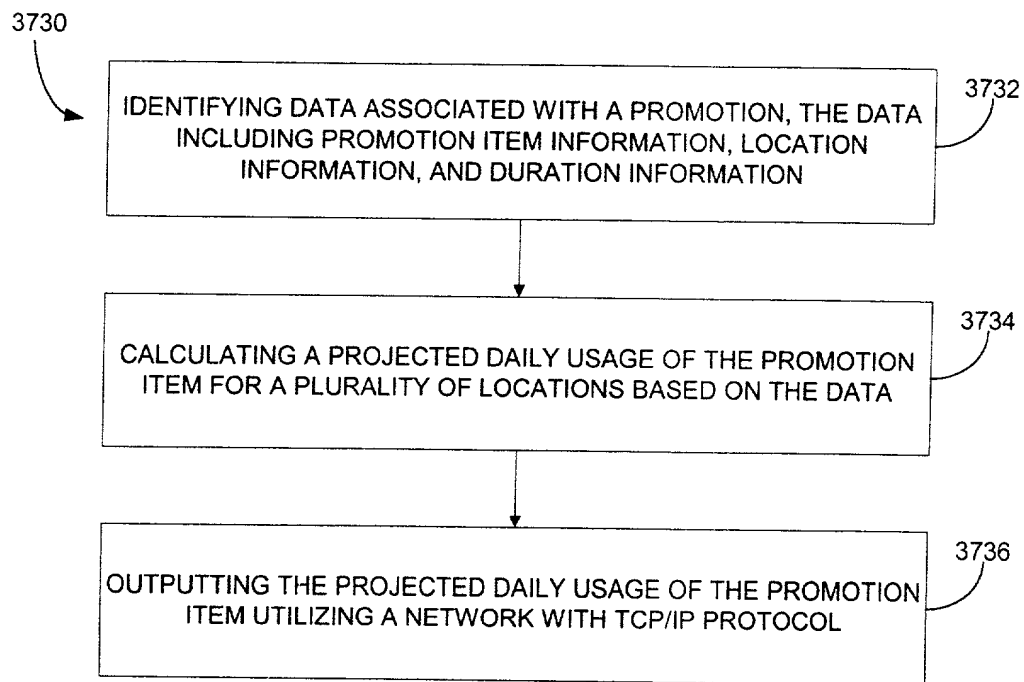 3730
IDENTIFYING DATA ASSOCIATED WITH A PROMOTION, THE DATA
INCLUDING PROMOTION ITEM INFORMATION, LOCATION
INFORMATION, AND DURATION INFORMATION
3732
CALCULATING A PROJECTED DAILY USAGE OF THE PROMOTION
ITEM FOR A PLURALITY OF LOCATIONS BASED ON THE DATA
3734
OUTPUTTING THE PROJECTED DAILY USAGE OF THE PROMOTION
ITEM UTILIZING A NETWORK WITH TCP/IP PROTOCOL
3736